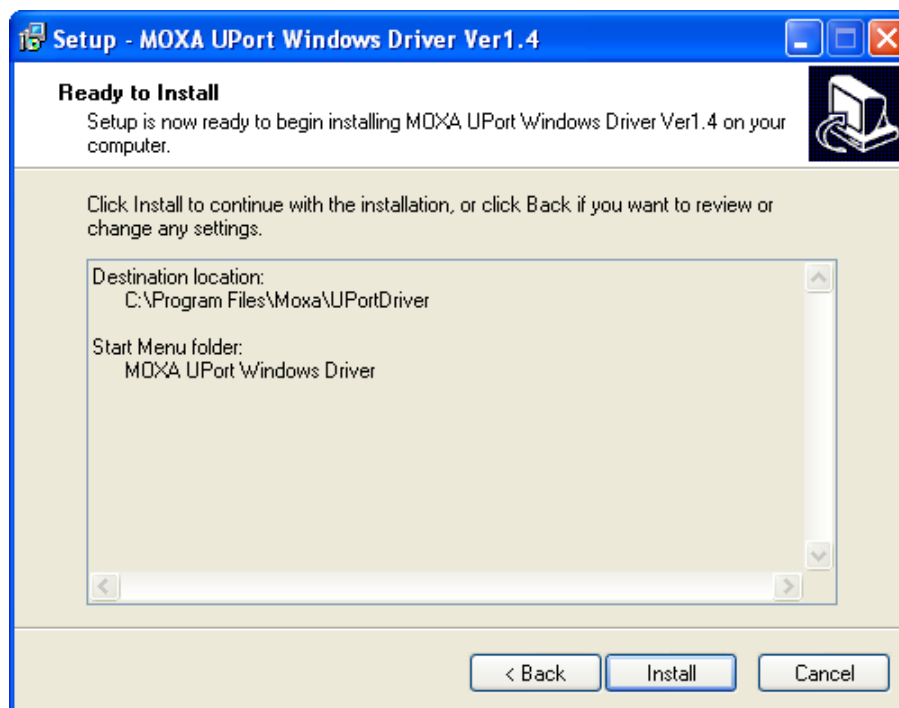 Setup - MOXA UPort Windows Driver Ver1.4
Ready to Install
Setup is now ready to begin installing MOXA UPort Windows Driver Ver1.4 on your
computer.
Click Install to continue with the installation, or click Back if you want to review or
change any settings.
Destination location:
C:\Program Files\Moxa\UPortDriver
Start Menu folder:
MOXA UPort Windows Driver
< Back
Install
Cancel